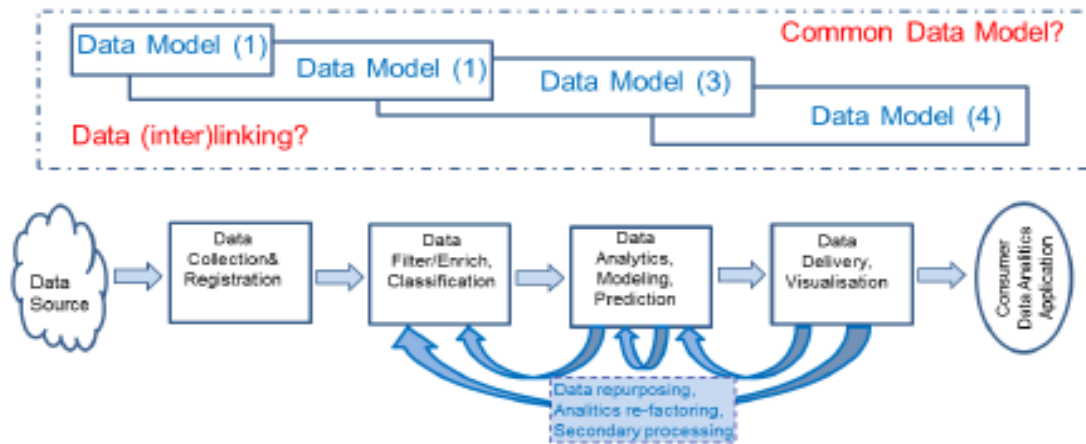 Common Data Model?
Data Model (1)
Data Model (1)
Data Model (3)
Data Model (4)
Data (inter)linking?
Data
Source
Data
Collection&
Registration
Data
Filter/Enrich,
Classification
Data
Analytics,
Modeling,
Prediction
Data
Delivery,
Visualisation
Consumer
Data Analitics
Application
Data repurposing,
Analitics re-factoring,
Secondary processing